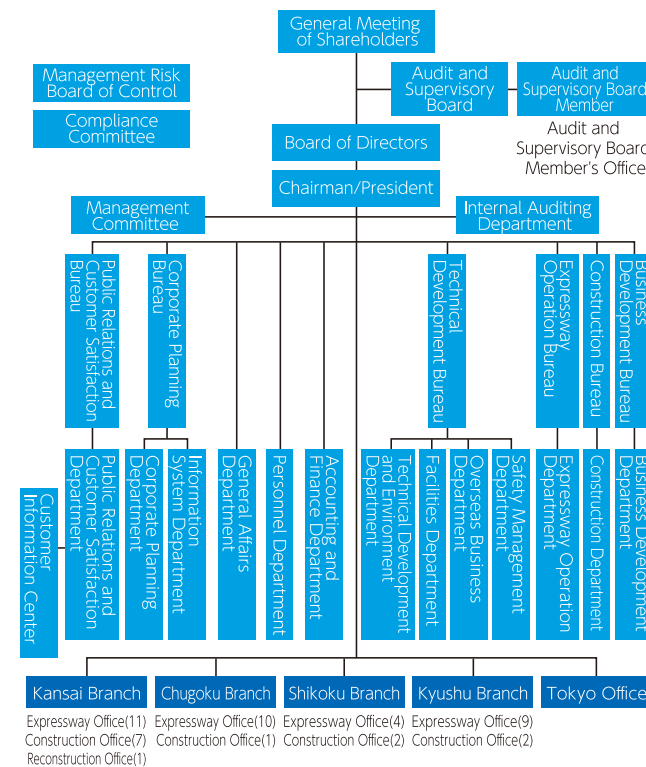 General Meeting
of Shareholders
Management Risk
Board of Control
Audit and
Supervisory
Board
Audit and
Supervisory Board
Member
Compliance
Committee
Audit and
Supervisory Board
Member's Office
Board of Directors
Chairman/President
Management
Committee
Internal Auditing
Department
Public Relations and
Customer Satisfaction
Bureau
Corporate Planning
Bureau
Technical
Development Bureau
Expressway
Operation Bureau
Construction Bureau
Business
Development Bureau
Customer
Information Center
Public Relations and
Customer Satisfaction
Department
Corporate Planning
Department
Information
System Department
General Affairs
Department
Personnel Department
Accounting and
Finance Department
Technical Development
and Environment
Department
Facilities Department
Overseas Business
Department
Safety Management
Department
Expressway Operation
Department
Construction Department
Business Development
Department
Kansai Branch
Expressway Office(11)
Construction Office(7)
Reconstruction Office(1)
Chugoku Branch
Expressway Office(10)
Construction Office(1)
Shikoku Branch
Expressway Office(4)
Construction Office(2)
Kyushu Branch
Expressway Office(9)
Construction Office(2)
Tokyo Office